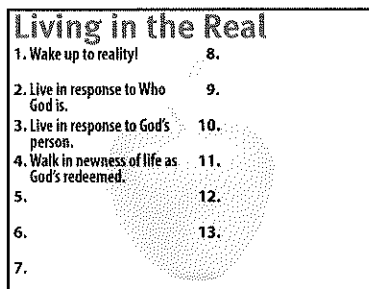 Living in the Real
1. Wake up to reality!
2. Live in response to Who
God is.
3. Live in response to God's
person.
4. Walk in newness of life as
God's redeemed.
5.
6.
7.
8.
9.
10.
11.
12.
13.